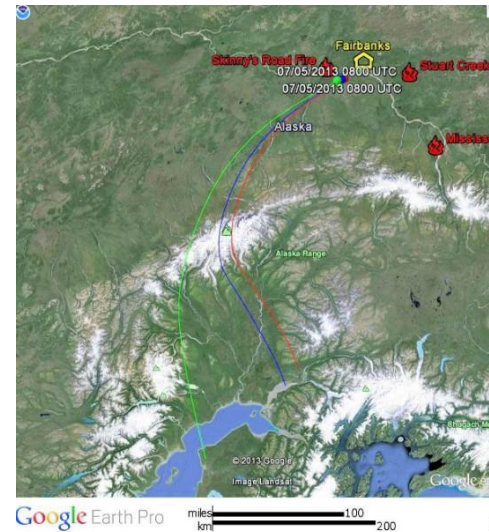 Skinny's Road Fire
Fairbanks
Stuart Creek
07/05/2013 0800 UTC
07/05/2013 0800 UTC
Alaska
Mississ
Alaska Range
© 2013 Google
Image Landsat
Google
Google Earth Pro
miles 100
km 200